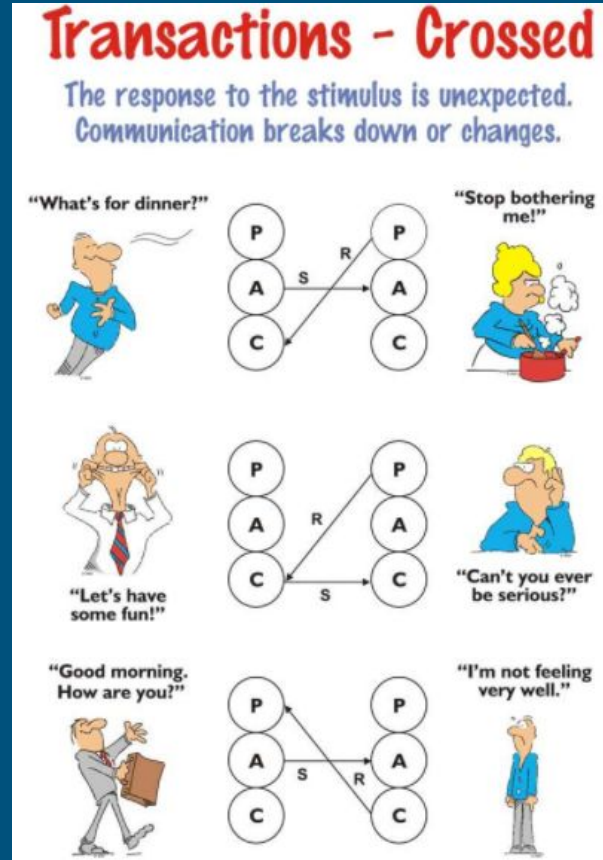 Transactions - Crossed
The response to the stimulus is unexpected.
Communication breaks down or changes.
"What's for dinner?"
"Stop bothering
me!"
P
P
R
S
A
A
C
C
P
P
R
A
A
C
C
S
"Let's have
some fun!"
"Can't you ever
be serious?"
"Good morning.
How are you?"
"I'm not feeling
very well."
P
P
A
A
S
R
C
C